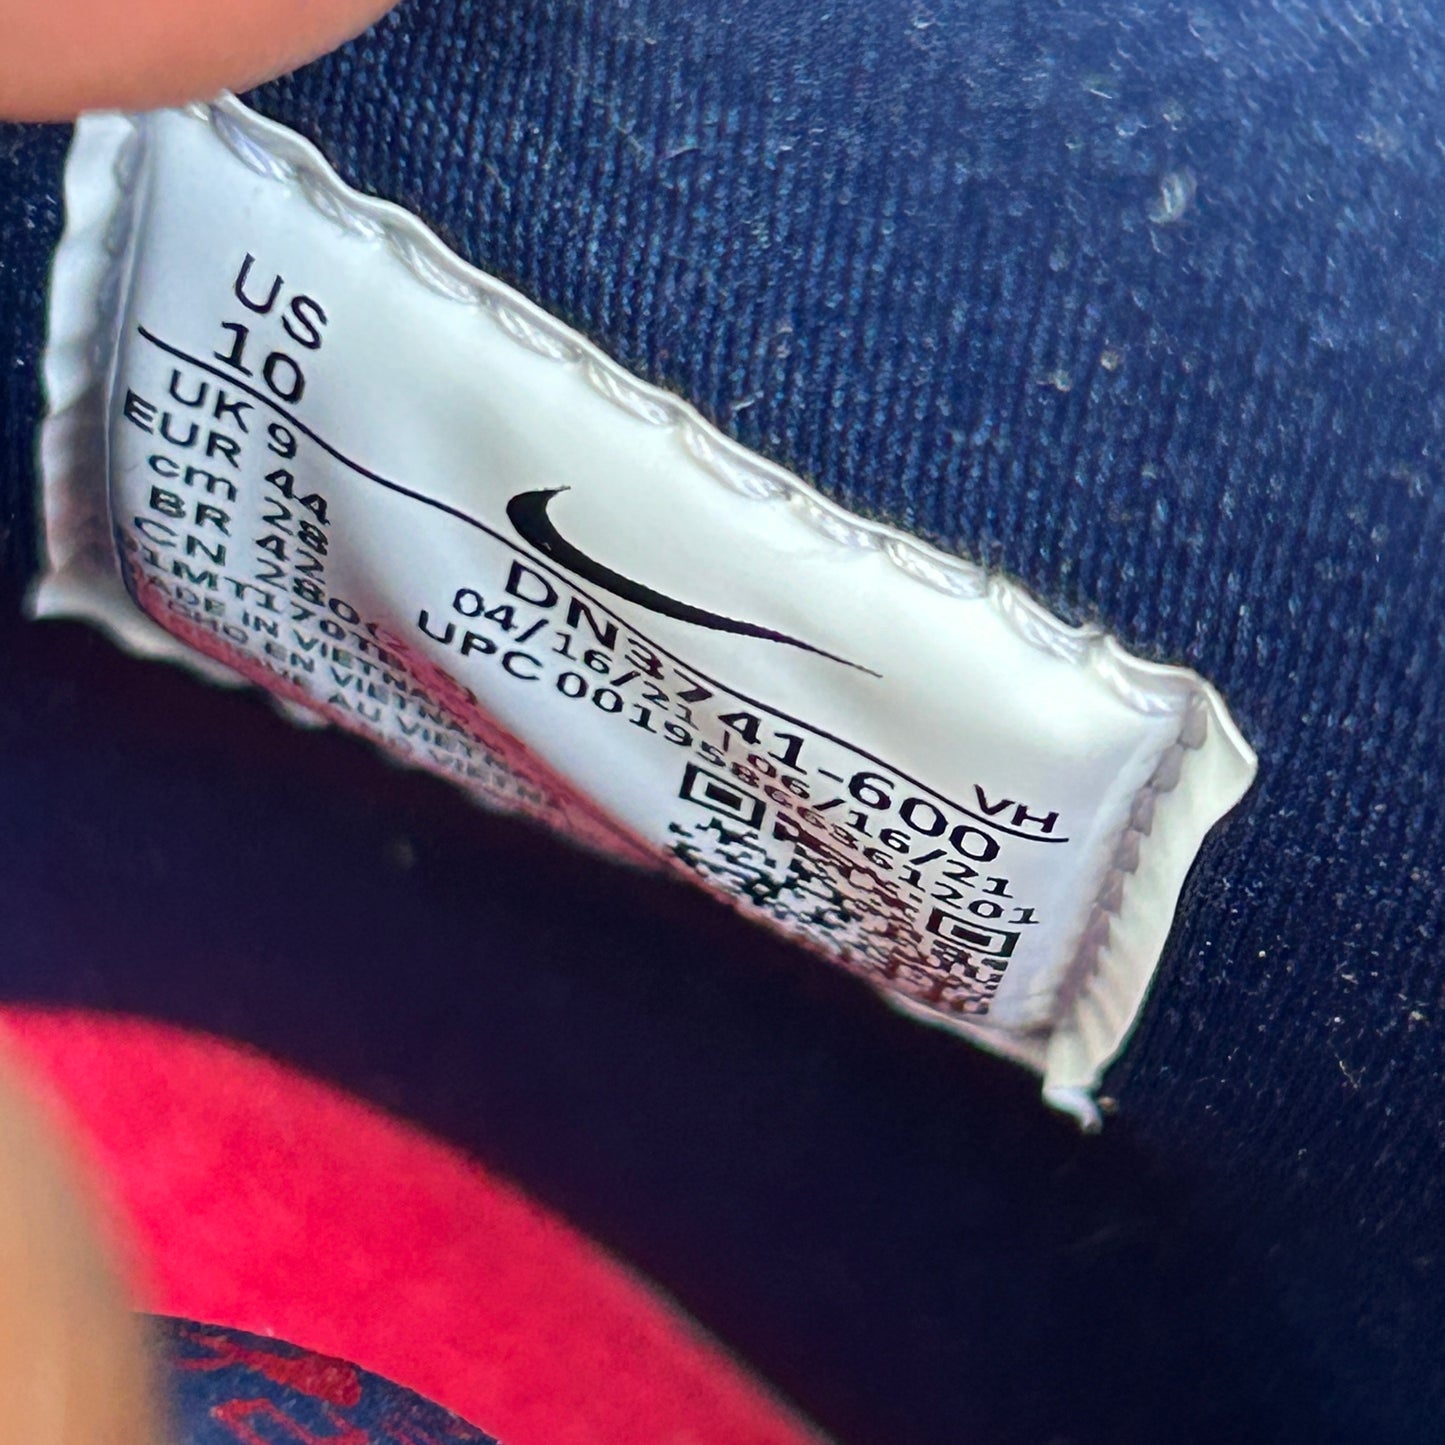 US
10
UK 9
EUR 44
cm 28
BR 42
CN 280
MADE IN VIETNAM
VH
DN3741-600
04/16/21 | 06/16/21
UPC 00195866361201